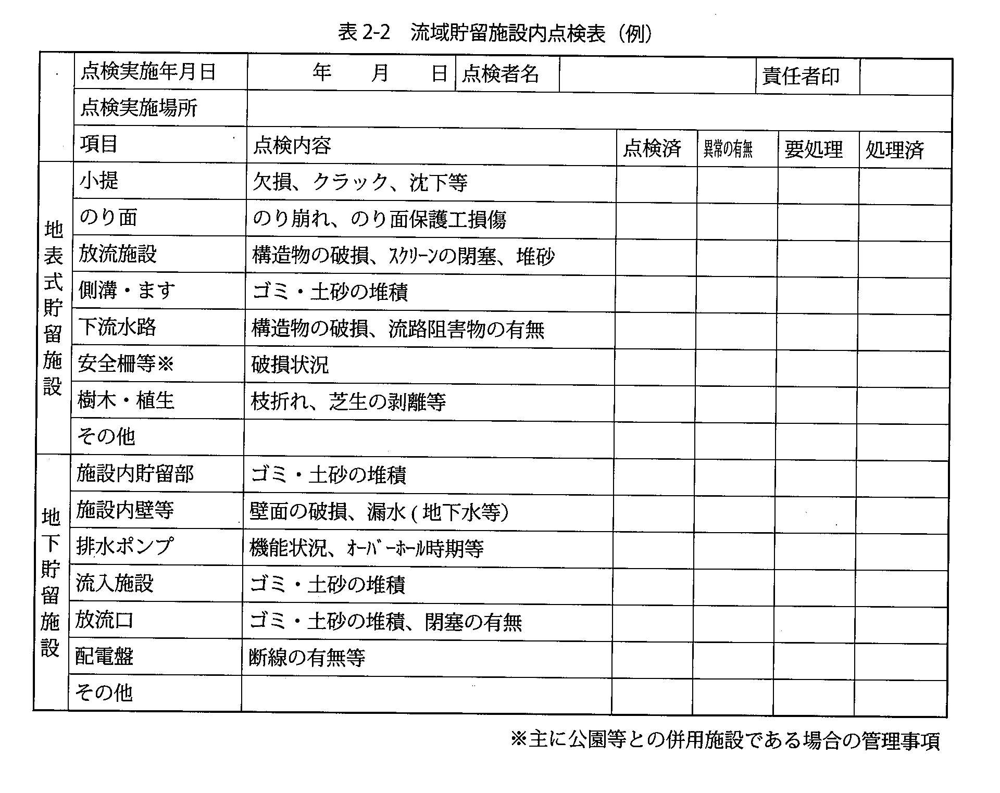 表 2-2　流域貯留施設内点検表（例）
点検実施年月日　年　月　日　点検者名　責任者印
点検実施場所
項目　点検内容　点検済　異常の有無　要処理　処理済
地表式貯留施設
小提　欠損、クラック、沈下等
のり面　のり崩れ、のり面保護工損傷
放流施設　構造物の破損、ｽｸﾘｰﾝの閉塞、堆砂
側溝・ます　ゴミ・土砂の堆積
下流水路　構造物の破損、流路阻害物の有無
安全柵等※　破損状況
樹木・植生　枝折れ、芝生の剥離等
その他
地下貯留施設
施設内貯留部　ゴミ・土砂の堆積
施設内壁等　壁面の破損、漏水 ( 地下水等）
排水ポンプ　機能状況、ｵｰﾊﾞｰﾎｰﾙ時期等
流入施設　ゴミ・土砂の堆積
放流口　ゴミ・土砂の堆積、閉塞の有無
配電盤　断線の有無等
その他
※主に公園等との併用施設である場合の管理事項